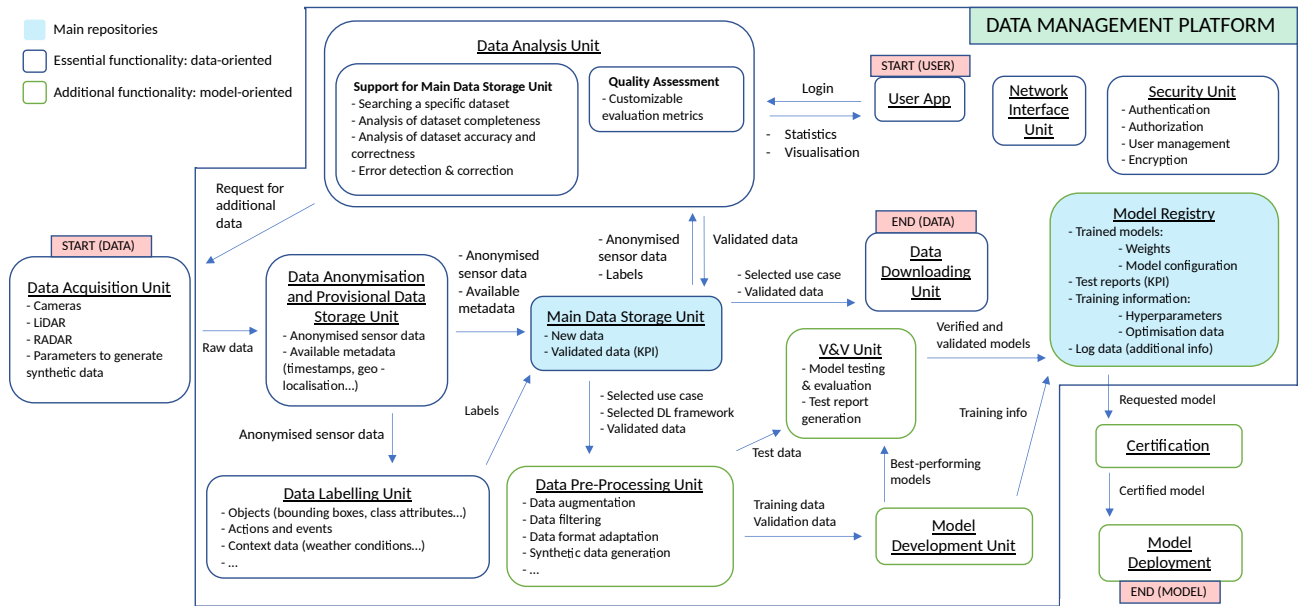 Main repositories
Essential functionality: data-oriented
Additional functionality: model-oriented
DATA MANAGEMENT PLATFORM
Data Analysis Unit
Support for Main Data Storage Unit
- Searching a specific dataset
- Analysis of dataset completeness
- Analysis of dataset accuracy and
correctness
- Error detection & correction
Quality Assessment
- Customizable
evaluation metrics
Login
- Statistics
- Visualisation
START (USER)
User App
Network
Interface
Unit
Security Unit
- Authentication
- Authorization
- User management
- Encryption
Request for
additional
data
START (DATA)
Data Acquisition Unit
- Cameras
- LiDAR
- RADAR
- Parameters to generate
synthetic data
Raw data
Data Anonymisation
and Provisional Data
Storage Unit
- Anonymised sensor data
- Available metadata
(timestamps, geo -
localisation...)
- Anonymised
sensor data
- Available
metadata
- Anonymised
sensor data
- Labels
Validated data
Main Data Storage Unit
- New data
- Validated data (KPI)
- Selected use case
- Validated data
END (DATA)
Data
Downloading
Unit
Model Registry
- Trained models:
- Weights
- Model configuration
- Test reports (KPI)
- Training information:
- Hyperparameters
- Optimisation data
- Log data (additional info)
Verified and
validated models
V&V Unit
- Model testing
& evaluation
- Test report
generation
Anonymised sensor data
Labels
- Selected use case
- Selected DL framework
- Validated data
Test data
Training info
Requested model
Certification
Certified model
Model
Deployment
END (MODEL)
Data Labelling Unit
- Objects (bounding boxes, class attributes...)
- Actions and events
- Context data (weather conditions...)
- ...
Data Pre-Processing Unit
- Data augmentation
- Data filtering
- Data format adaptation
- Synthetic data generation
- ...
Training data
Validation data
Best-performing
models
Model
Development Unit